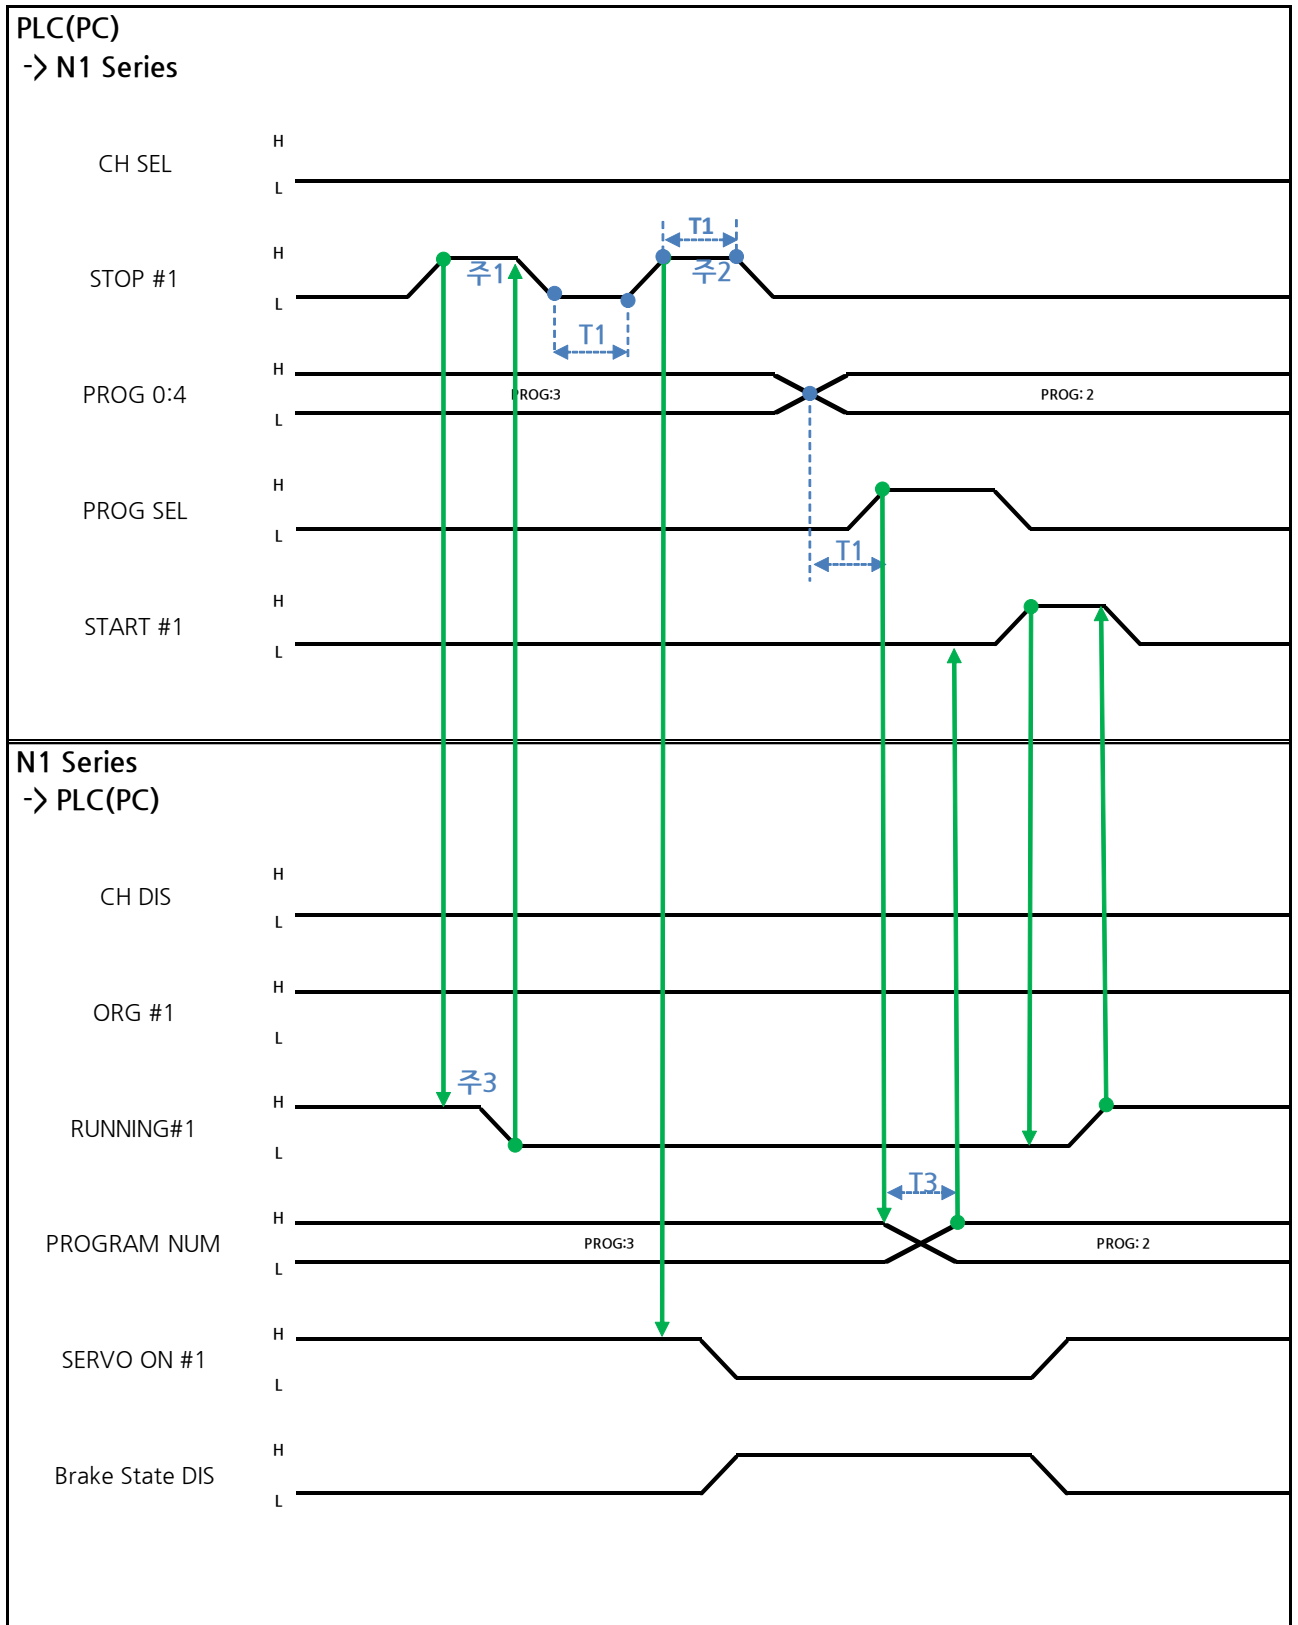 PLC(PC)
-> N1 Series
H
CH SEL
L
T1
H
STOP #1
주1
주2
L
T1
H
PROG 0:4
PROG:3
PROG: 2
L
H
PROG SEL
L
T1
H
START #1
L
N1 Series
-> PLC(PC)
H
CH DIS
L
H
ORG #1
L
주3
H
RUNNING#1
L
T3
H
PROGRAM NUM
PROG:3
PROG: 2
L
H
SERVO ON #1
L
H
Brake State DIS
L